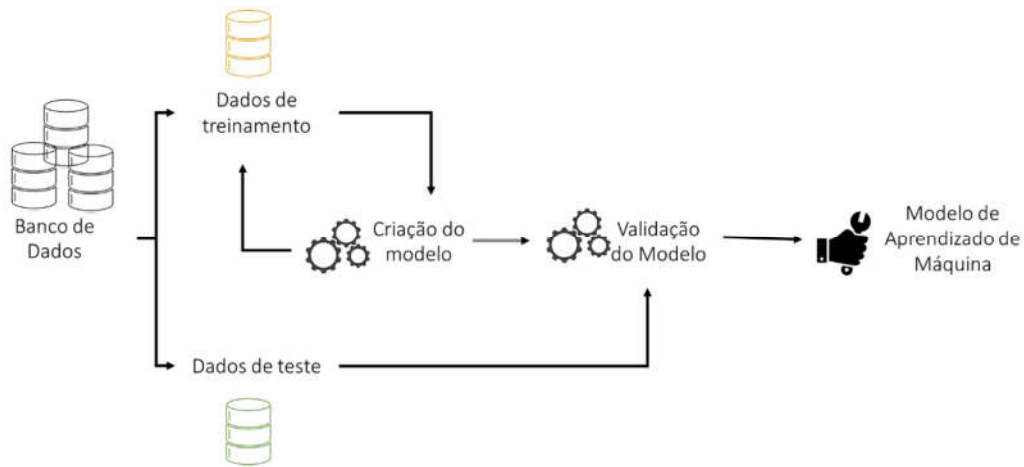 Dados de
treinamento
Banco de
Dados
Criação do
modelo
Validação
do Modelo
Modelo de
Aprendizado de
Máquina
Dados de teste